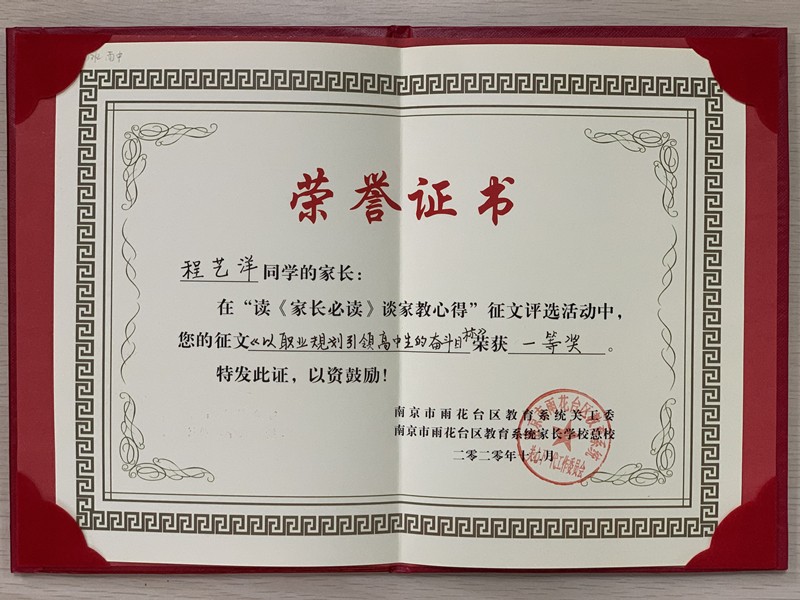 雨中
荣誉证书
程艺洋同学的家长：
在“读《家长必读》谈家教心得”征文评选活动中，
您的征文《以职业规划引领高中生的奋斗目标》荣获一等奖。
特发此证，以资鼓励！
南京市雨花台区教育系统关工委
南京市雨花台区教育系统家长学校总校
二〇二〇年十二月